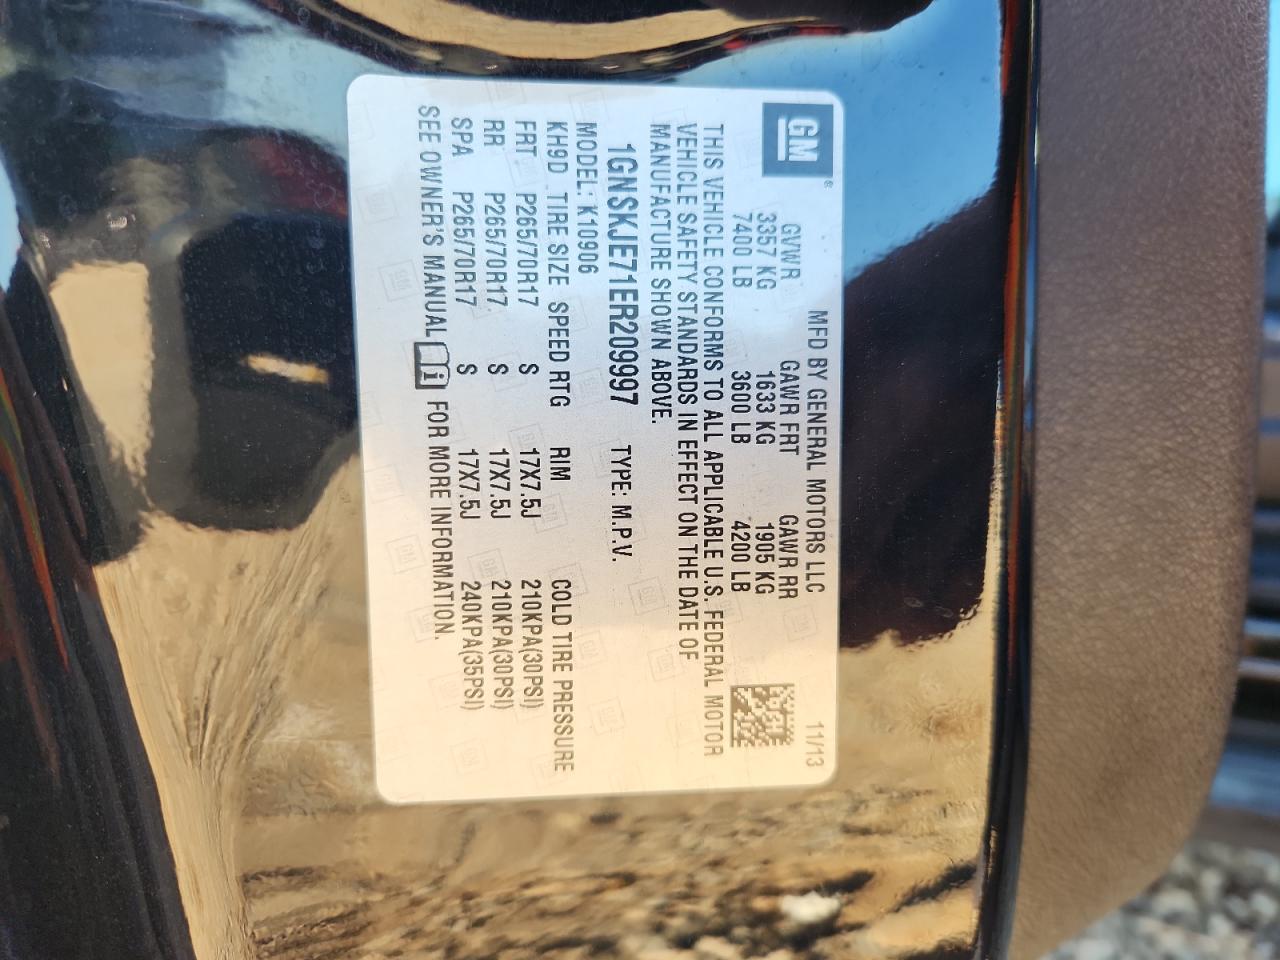 GM®
MFD BY GENERAL MOTORS LLC 11/13
GVWR GAWR FRT GAWR RR
3357 KG 1633 KG 1905 KG
7400 LB 3600 LB 4200 LB
THIS VEHICLE CONFORMS TO ALL APPLICABLE U.S. FEDERAL MOTOR
VEHICLE SAFETY STANDARDS IN EFFECT ON THE DATE OF
MANUFACTURE SHOWN ABOVE.
1GNSKJE71ER209997 TYPE: M.P.V.
MODEL: K10906
KH9D TIRE SIZE SPEED RTG RIM COLD TIRE PRESSURE
FRT P265/70R17 S 17X7.5J 210KPA(30PSI)
RR P265/70R17 S 17X7.5J 210KPA(30PSI)
SPA P265/70R17 S 17X7.5J 240KPA(35PSI)
SEE OWNER'S MANUAL i FOR MORE INFORMATION.